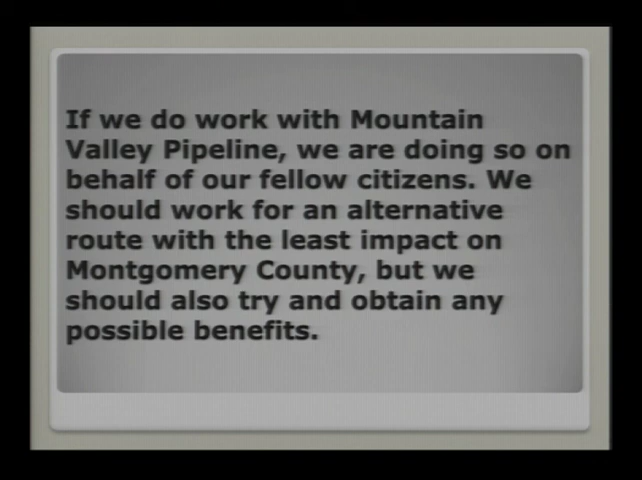 If we do work with Mountain
Valley Pipeline, we are doing so on
behalf of our fellow citizens. We
should work for an alternative
route with the least impact on
Montgomery County, but we
should also try and obtain any
possible benefits.